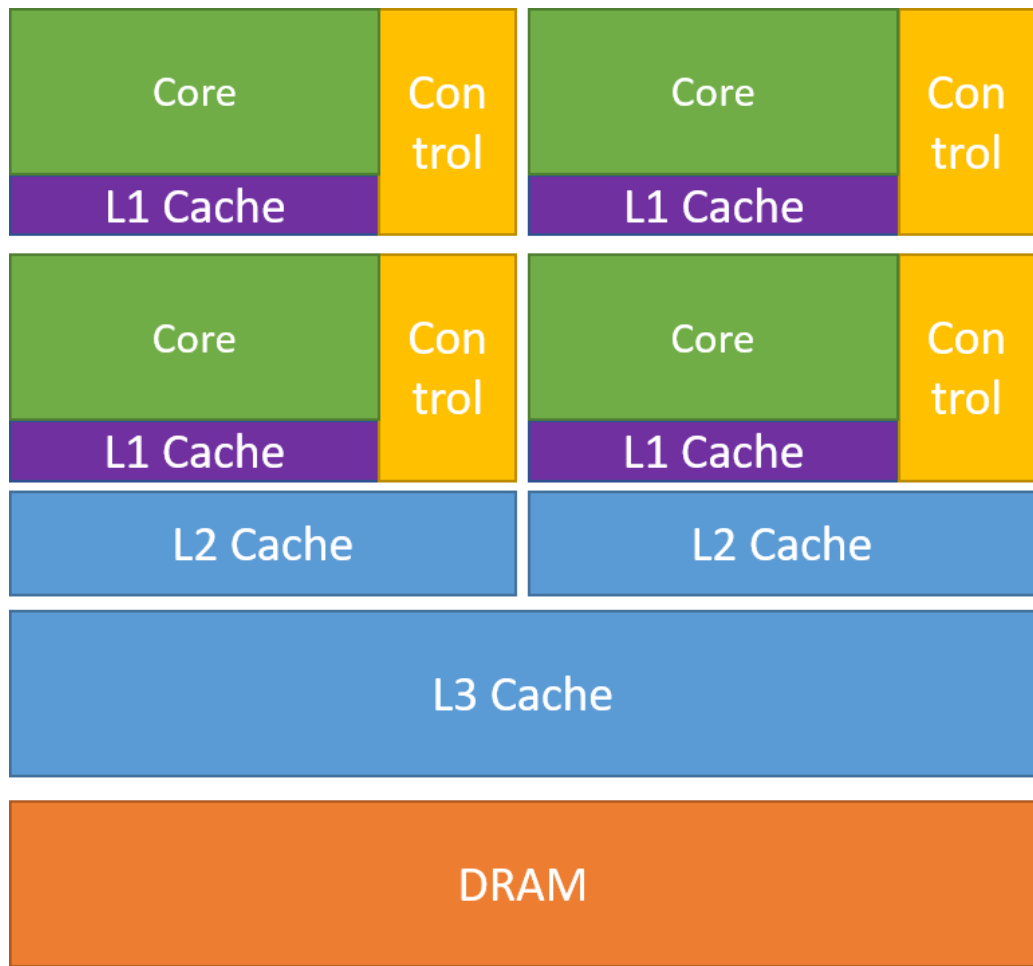 Core
Con
trol
L1 Cache
Core
Con
trol
L1 Cache
Core
Con
trol
L1 Cache
Core
Con
trol
L1 Cache
L2 Cache
L2 Cache
L3 Cache
DRAM